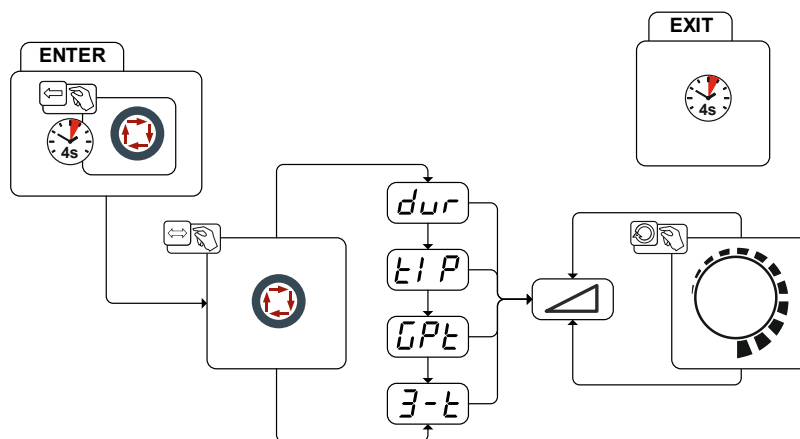 ENTER
EXIT
4s
4s
dur
tIP
GPt
3-t